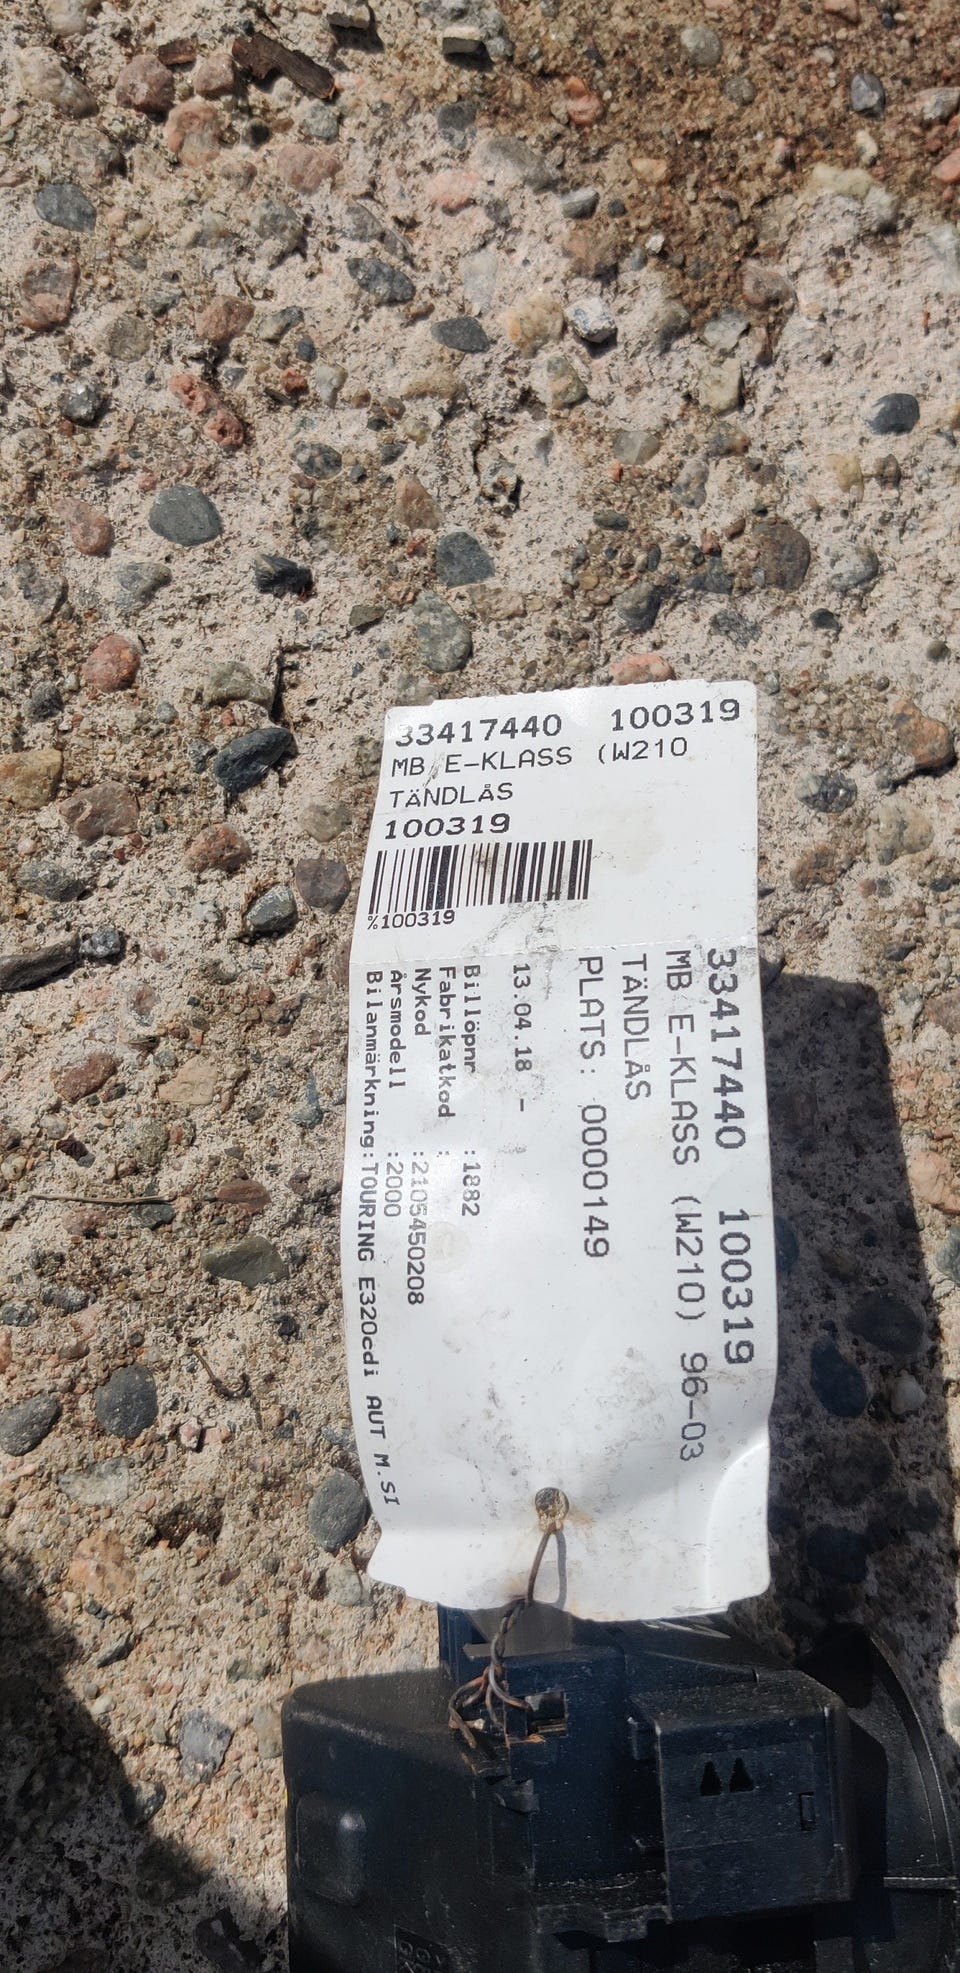 33417440 100319
MB E-KLASS (W210
TÄNDLÅS
100319
%100319
33417440 100319
MB E-KLASS (W210) 96-03
TÄNDLÅS
PLATS: 0000149
13.04.18 -
Billöpnr :1882
Fabrikatkod :
Nykod :2105450208
Årsmodell :2000
Bilanmärkning:TOURING E320cdi AUT M.SI